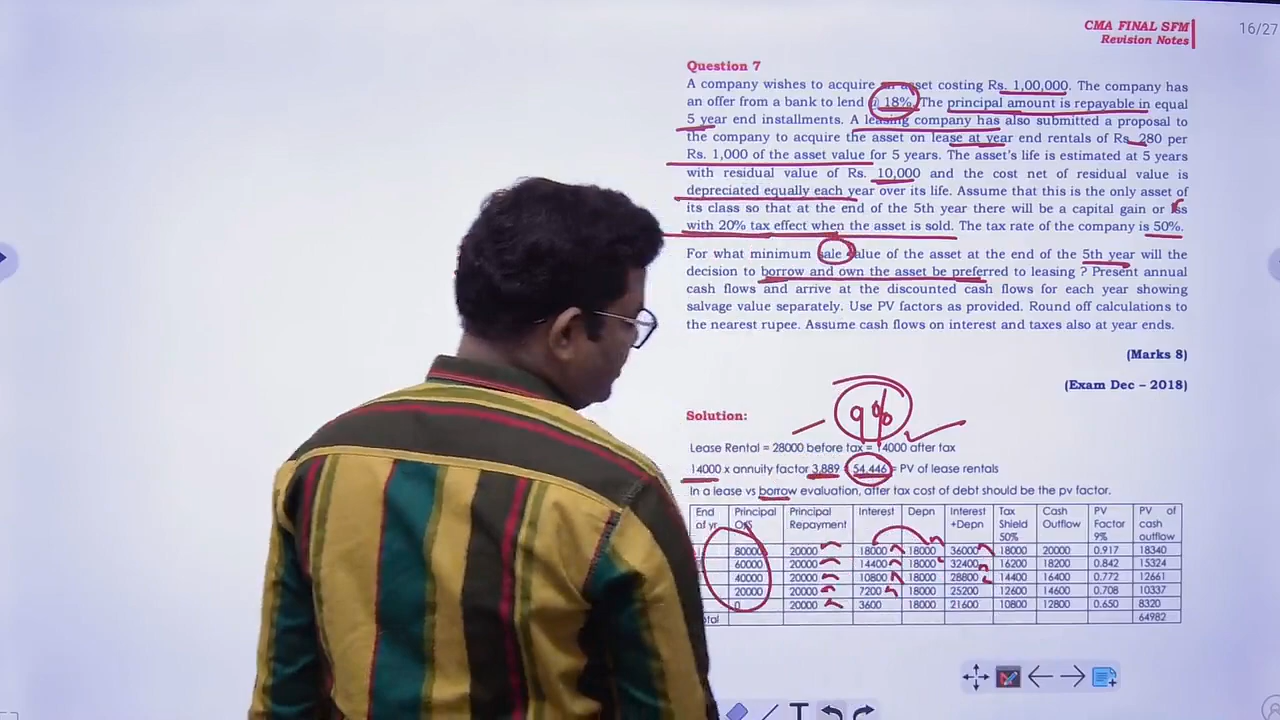 CMA FINAL SFM
Revision Notes
16/27
Question 7
A company wishes to acquire an asset costing Rs. 1,00,000. The company has
an offer from a bank to lend @ 18%. The principal amount is repayable in equal
5 year end installments. A leasing company has also submitted a proposal to
the company to acquire the asset on lease at year end rentals of Rs. 280 per
Rs. 1,000 of the asset value for 5 years. The asset's life is estimated at 5 years
with residual value of Rs. 10,000 and the cost net of residual value is
depreciated equally each year over its life. Assume that this is the only asset of
its class so that at the end of the 5th year there will be a capital gain or loss
with 20% tax effect when the asset is sold. The tax rate of the company is 50%.
For what minimum sale value of the asset at the end of the 5th year will the
decision to borrow and own the asset be preferred to leasing ? Present annual
cash flows and arrive at the discounted cash flows for each year showing
salvage value separately. Use PV factors as provided. Round off calculations to
the nearest rupee. Assume cash flows on interest and taxes also at year ends.
(Marks 8)
(Exam Dec – 2018)
Solution:
9%
Lease Rental = 28000 before tax = 14000 after tax
14000 x annuity factor 3.889 = 54,446 = PV of lease rentals
In a lease vs borrow evaluation, after tax cost of debt should be the pv factor.
End of yr Principal O/S Principal Repayment Interest Depn Interest +Depn Tax Shield 50% Cash Outflow PV Factor 9% PV of cash outflow
80000 20000 18000 18000 36000 18000 20000 0.917 18340
60000 20000 14400 18000 32400 16200 18200 0.842 15324
40000 20000 10800 18000 28800 14400 16400 0.772 12661
20000 20000 7200 18000 25200 12600 14600 0.708 10337
0 20000 3600 18000 21600 10800 12800 0.650 8320
64982